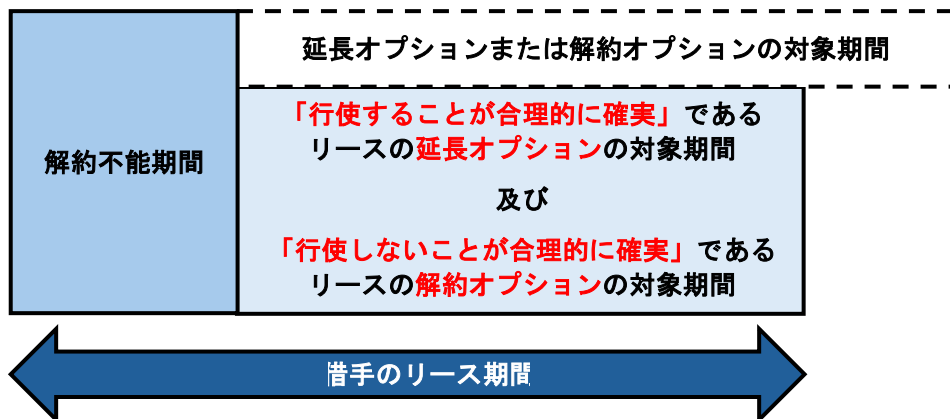 延長オプションまたは解約オプションの対象期間
解約不能期間
「行使することが合理的に確実」である
リースの延長オプションの対象期間
及び
「行使しないことが合理的に確実」である
リースの解約オプションの対象期間
借手のリース期間